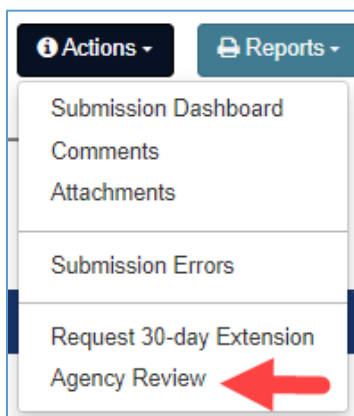 Actions
Reports
Submission Dashboard
Comments
Attachments
Submission Errors
Request 30-day Extension
Agency Review